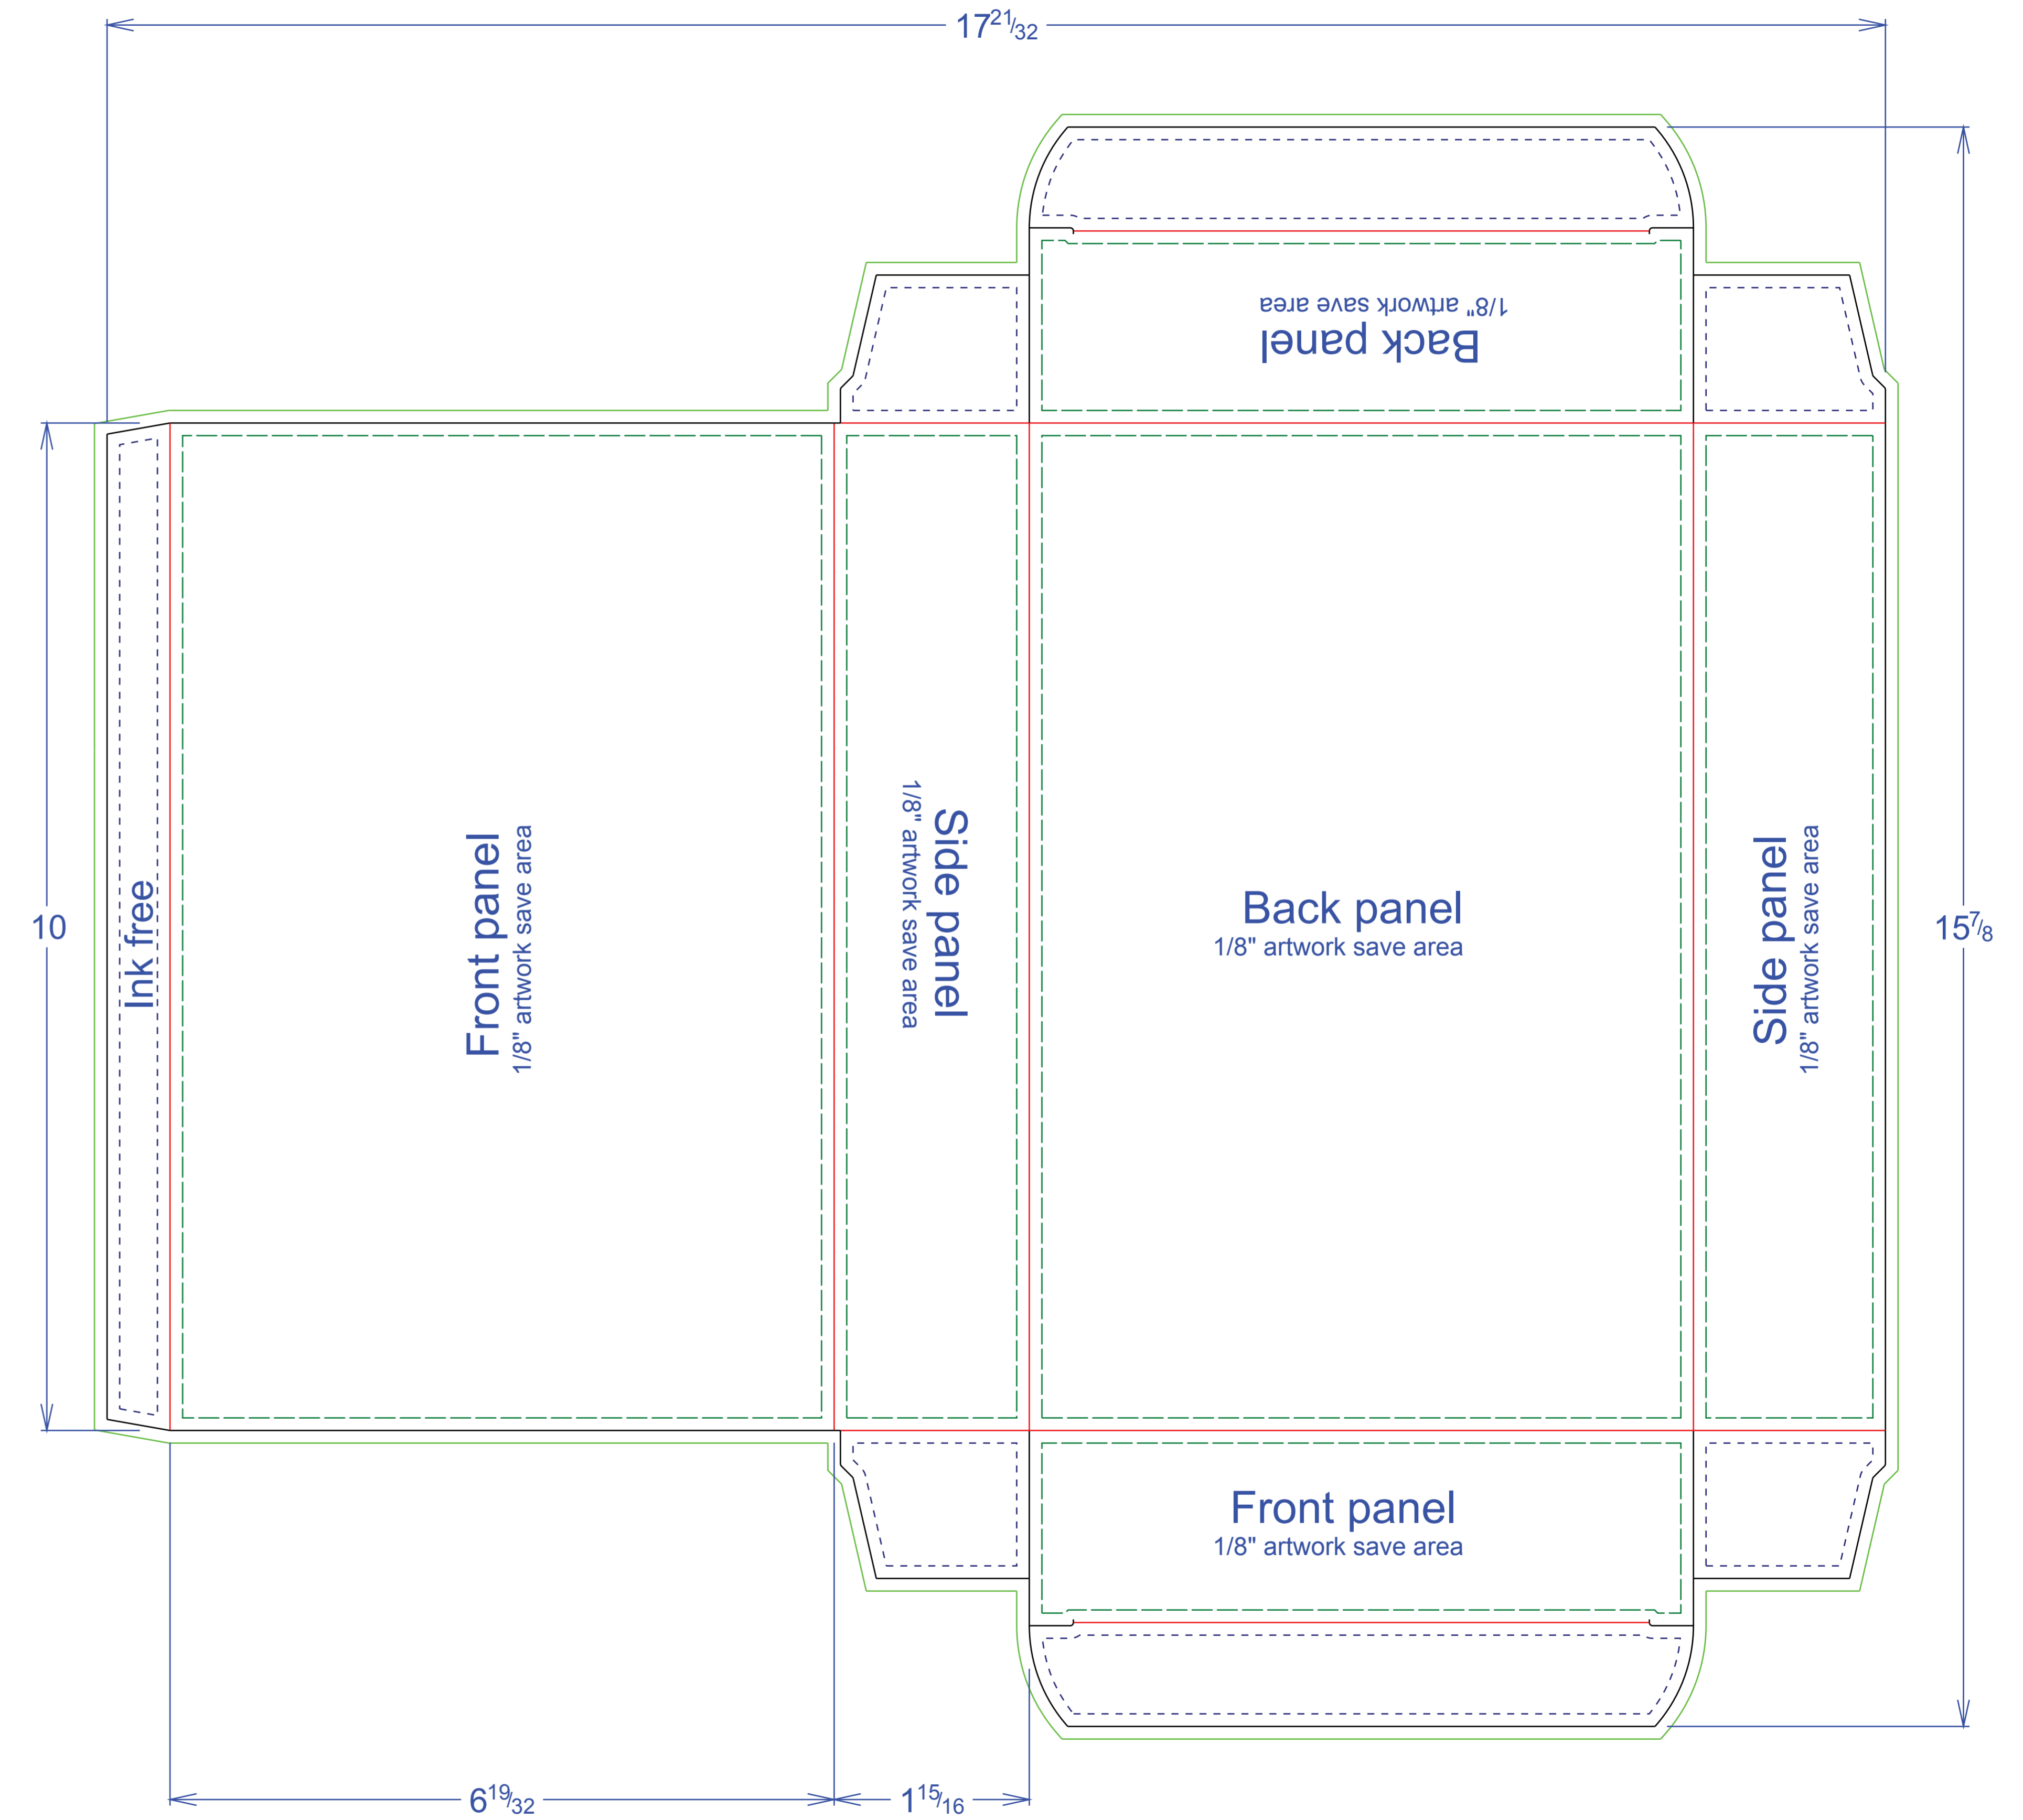 17 21/32
1/8" artwork save area
Back panel
10
Ink free
Front panel
1/8" artwork save area
Side panel
1/8" artwork save area
Back panel
1/8" artwork save area
Side panel
1/8" artwork save area
15 7/8
Front panel
1/8" artwork save area
6 19/32
1 15/16